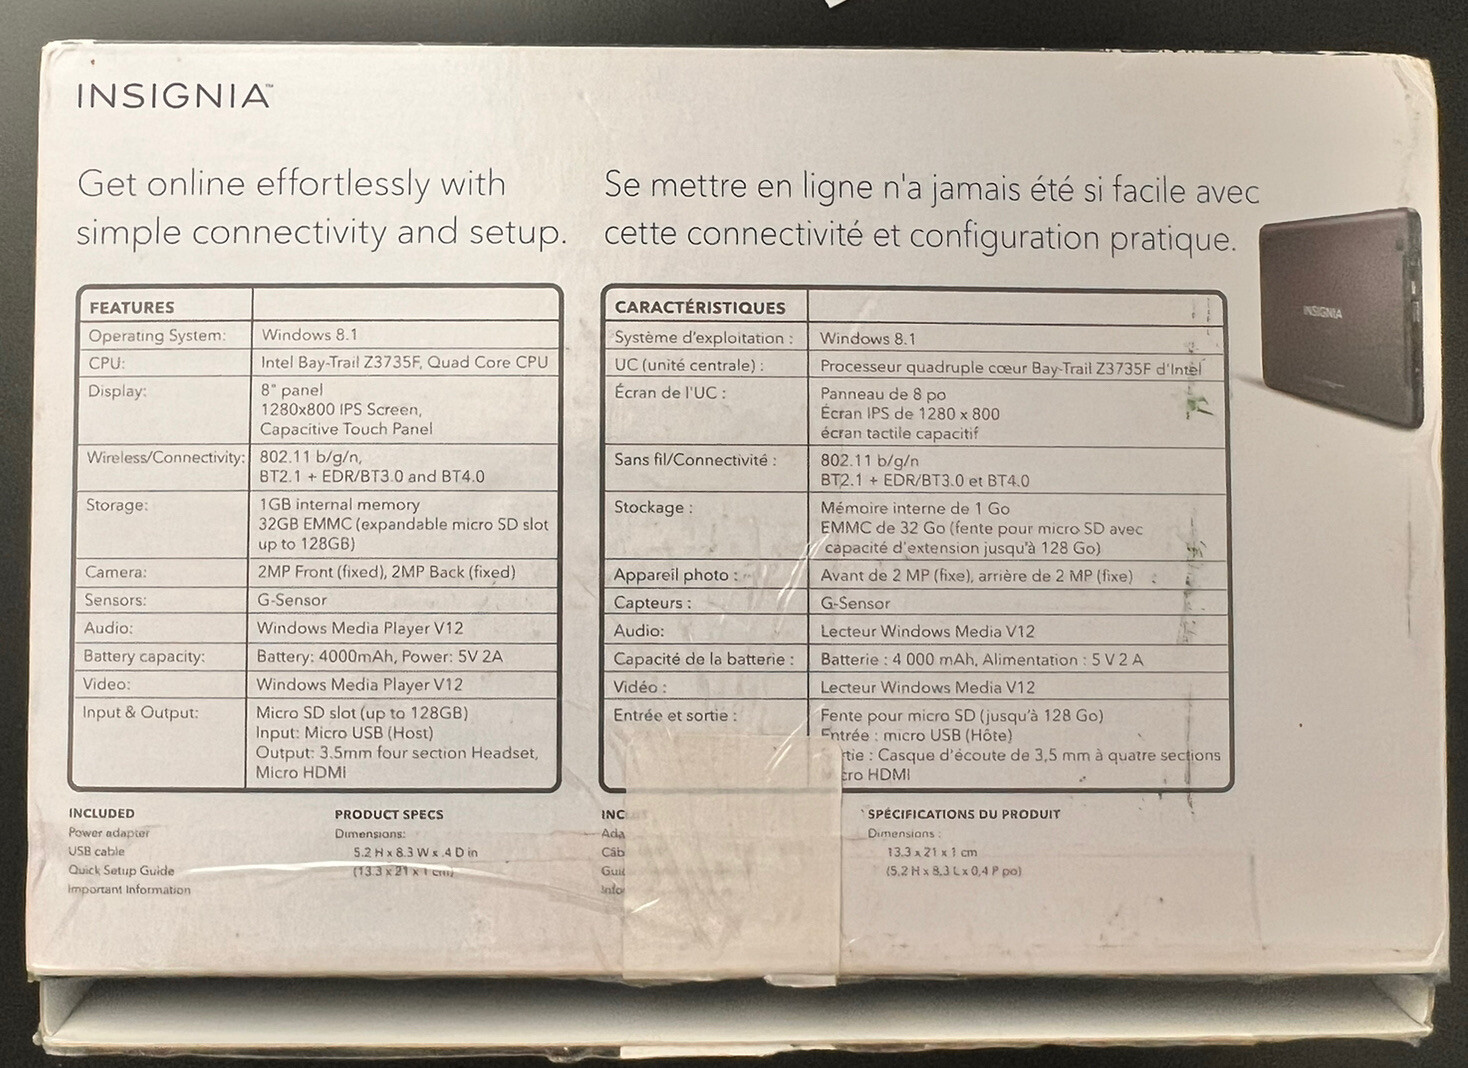 INSIGNIA™
Get online effortlessly with
simple connectivity and setup.
FEATURES
Operating System: Windows 8.1
CPU: Intel Bay-Trail Z3735F, Quad Core CPU
Display: 8" panel
1280x800 IPS Screen,
Capacitive Touch Panel
Wireless/Connectivity: 802.11 b/g/n,
BT2.1 + EDR/BT3.0 and BT4.0
Storage: 1GB internal memory
32GB EMMC (expandable micro SD slot
up to 128GB)
Camera: 2MP Front (fixed), 2MP Back (fixed)
Sensors: G-Sensor
Audio: Windows Media Player V12
Battery capacity: Battery: 4000mAh, Power: 5V 2A
Video: Windows Media Player V12
Input & Output: Micro SD slot (up to 128GB)
Input: Micro USB (Host)
Output: 3.5mm four section Headset,
Micro HDMI
INCLUDED
Power adapter
USB cable
Quick Setup Guide
Important Information
PRODUCT SPECS
Dimensions:
5.2 H x 8.3 W x .4 D in
(13.3 x 21 x 1 cm)
Se mettre en ligne n'a jamais été si facile avec
cette connectivité et configuration pratique.
CARACTÉRISTIQUES
Système d'exploitation : Windows 8.1
UC (unité centrale) : Processeur quadruple cœur Bay-Trail Z3735F d'Intel
Écran de l'UC : Panneau de 8 po
Écran IPS de 1280 x 800
écran tactile capacitif
Sans fil/Connectivité : 802.11 b/g/n
BT2.1 + EDR/BT3.0 et BT4.0
Stockage : Mémoire interne de 1 Go
EMMC de 32 Go (fente pour micro SD avec
capacité d'extension jusqu'à 128 Go)
Appareil photo : Avant de 2 MP (fixe), arrière de 2 MP (fixe)
Capteurs : G-Sensor
Audio: Lecteur Windows Media V12
Capacité de la batterie : Batterie : 4 000 mAh, Alimentation : 5 V 2 A
Vidéo : Lecteur Windows Media V12
Entrée et sortie : Fente pour micro SD (jusqu'à 128 Go)
Entrée : micro USB (Hôte)
: Casque d'écoute de 3,5 mm à quatre sections
HDMI
SPÉCIFICATIONS DU PRODUIT
Dimensions :
13.3 x 21 x 1 cm
(5,2 H x 8,3 L x 0,4 P po)
INSIGNIA